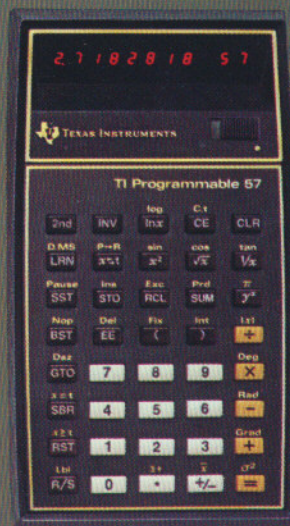 2.7182818 57
TEXAS INSTRUMENTS
TI Programmable 57
log C.t
2nd INV lnx CE CLR
D.MS P→R sin cos tan
LRN x⇄t x² √x 1/x
Pause Ins Exc Prd π
SST STO RCL SUM yˣ
Nop Del Fix Int |x|
BST EE ( ) ÷
Dsz Deg
GTO 7 8 9 X
x=t Rad
SBR 4 5 6 −
x≥t Grad
RST 1 2 3 +
Lbl Σ+ x̄ σ²
R/S 0 • +/− =